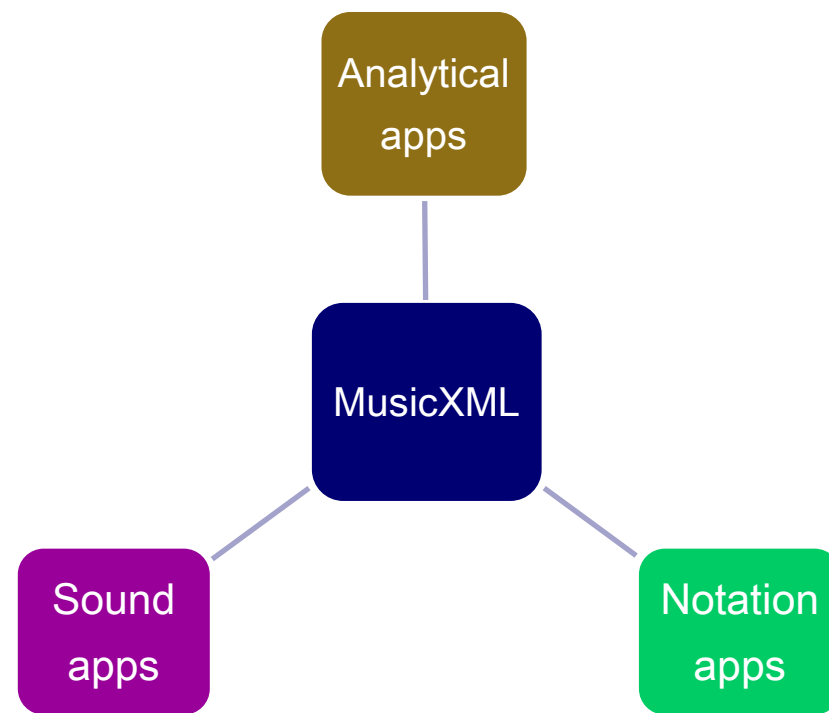 Analytical
apps
MusicXML
Sound
apps
Notation
apps